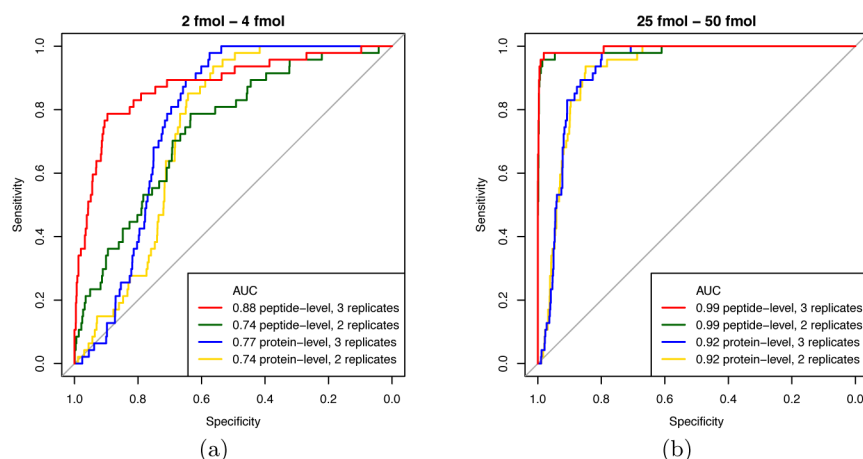 2 fmol – 4 fmol
1.0
0.8
0.6
0.4
0.2
0.0
Sensitivity
AUC
0.88 peptide−level, 3 replicates
0.74 peptide−level, 2 replicates
0.77 protein−level, 3 replicates
0.74 protein−level, 2 replicates
1.0 0.8 0.6 0.4 0.2 0.0
Specificity
(a)
25 fmol – 50 fmol
1.0
0.8
0.6
0.4
0.2
0.0
Sensitivity
AUC
0.99 peptide−level, 3 replicates
0.99 peptide−level, 2 replicates
0.92 protein−level, 3 replicates
0.92 protein−level, 2 replicates
1.0 0.8 0.6 0.4 0.2 0.0
Specificity
(b)